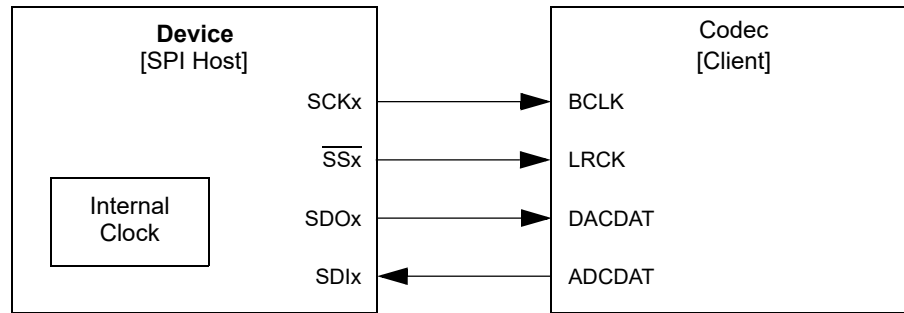 Device
[SPI Host]
Codec
[Client]
SCKx
BCLK
SSx
LRCK
Internal
Clock
SDOx
DACDAT
SDIx
ADCDAT